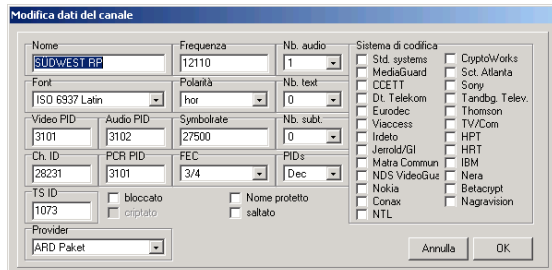 Modifica dati del canale
Nome Frequenza Nb. audio Sistema di codifica
SÜDWEST RP 12110 1
Font Polarità Nb. text
ISO 6937 Latin hor 0
Video PID Audio PID Symbolrate Nb. subt.
3101 3102 27500 0
Ch. ID PCR PID FEC PIDs
28231 3101 3/4 Dec
TS ID bloccato Nome protetto
1073 criptato saltato
Provider
ARD Paket
Std. systems CryptoWorks
MediaGuard Sct. Atlanta
CCETT Sony
Dt. Telekom Tandbg. Telev.
Eurodec Thomson
Viaccess TV/Com
Irdeto HPT
Jerrold/GI HRT
Matra Commun IBM
NDS VideoGua Nera
Nokia Betacrypt
Conax Nagravision
NTL
Annulla OK